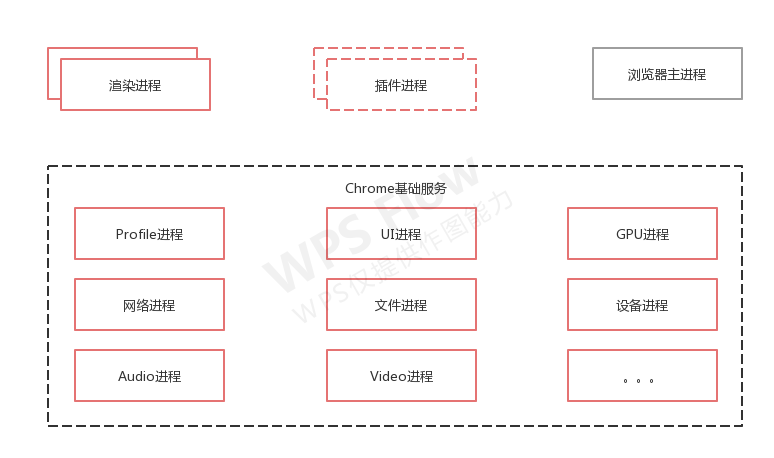 渲染进程
插件进程
浏览器主进程
Chrome基础服务
Profile进程
UI进程
GPU进程
网络进程
文件进程
设备进程
Audio进程
Video进程
。。。
WPS Flow
WPS仅提供作图能力